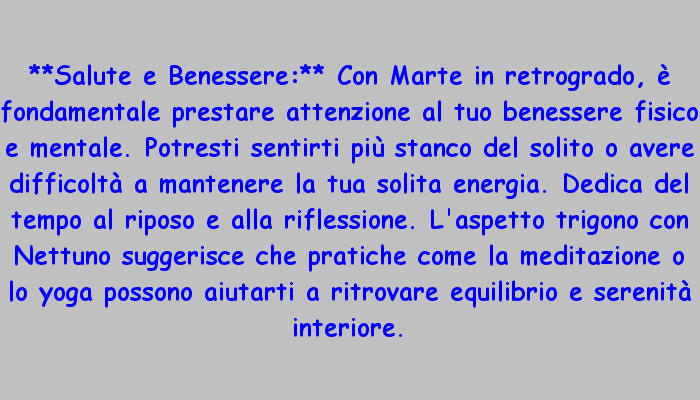 **Salute e Benessere:** Con Marte in retrogrado, è
fondamentale prestare attenzione al tuo benessere fisico
e mentale. Potresti sentirti più stanco del solito o avere
difficoltà a mantenere la tua solita energia. Dedica del
tempo al riposo e alla riflessione. L'aspetto trigono con
Nettuno suggerisce che pratiche come la meditazione o
lo yoga possono aiutarti a ritrovare equilibrio e serenità
interiore.